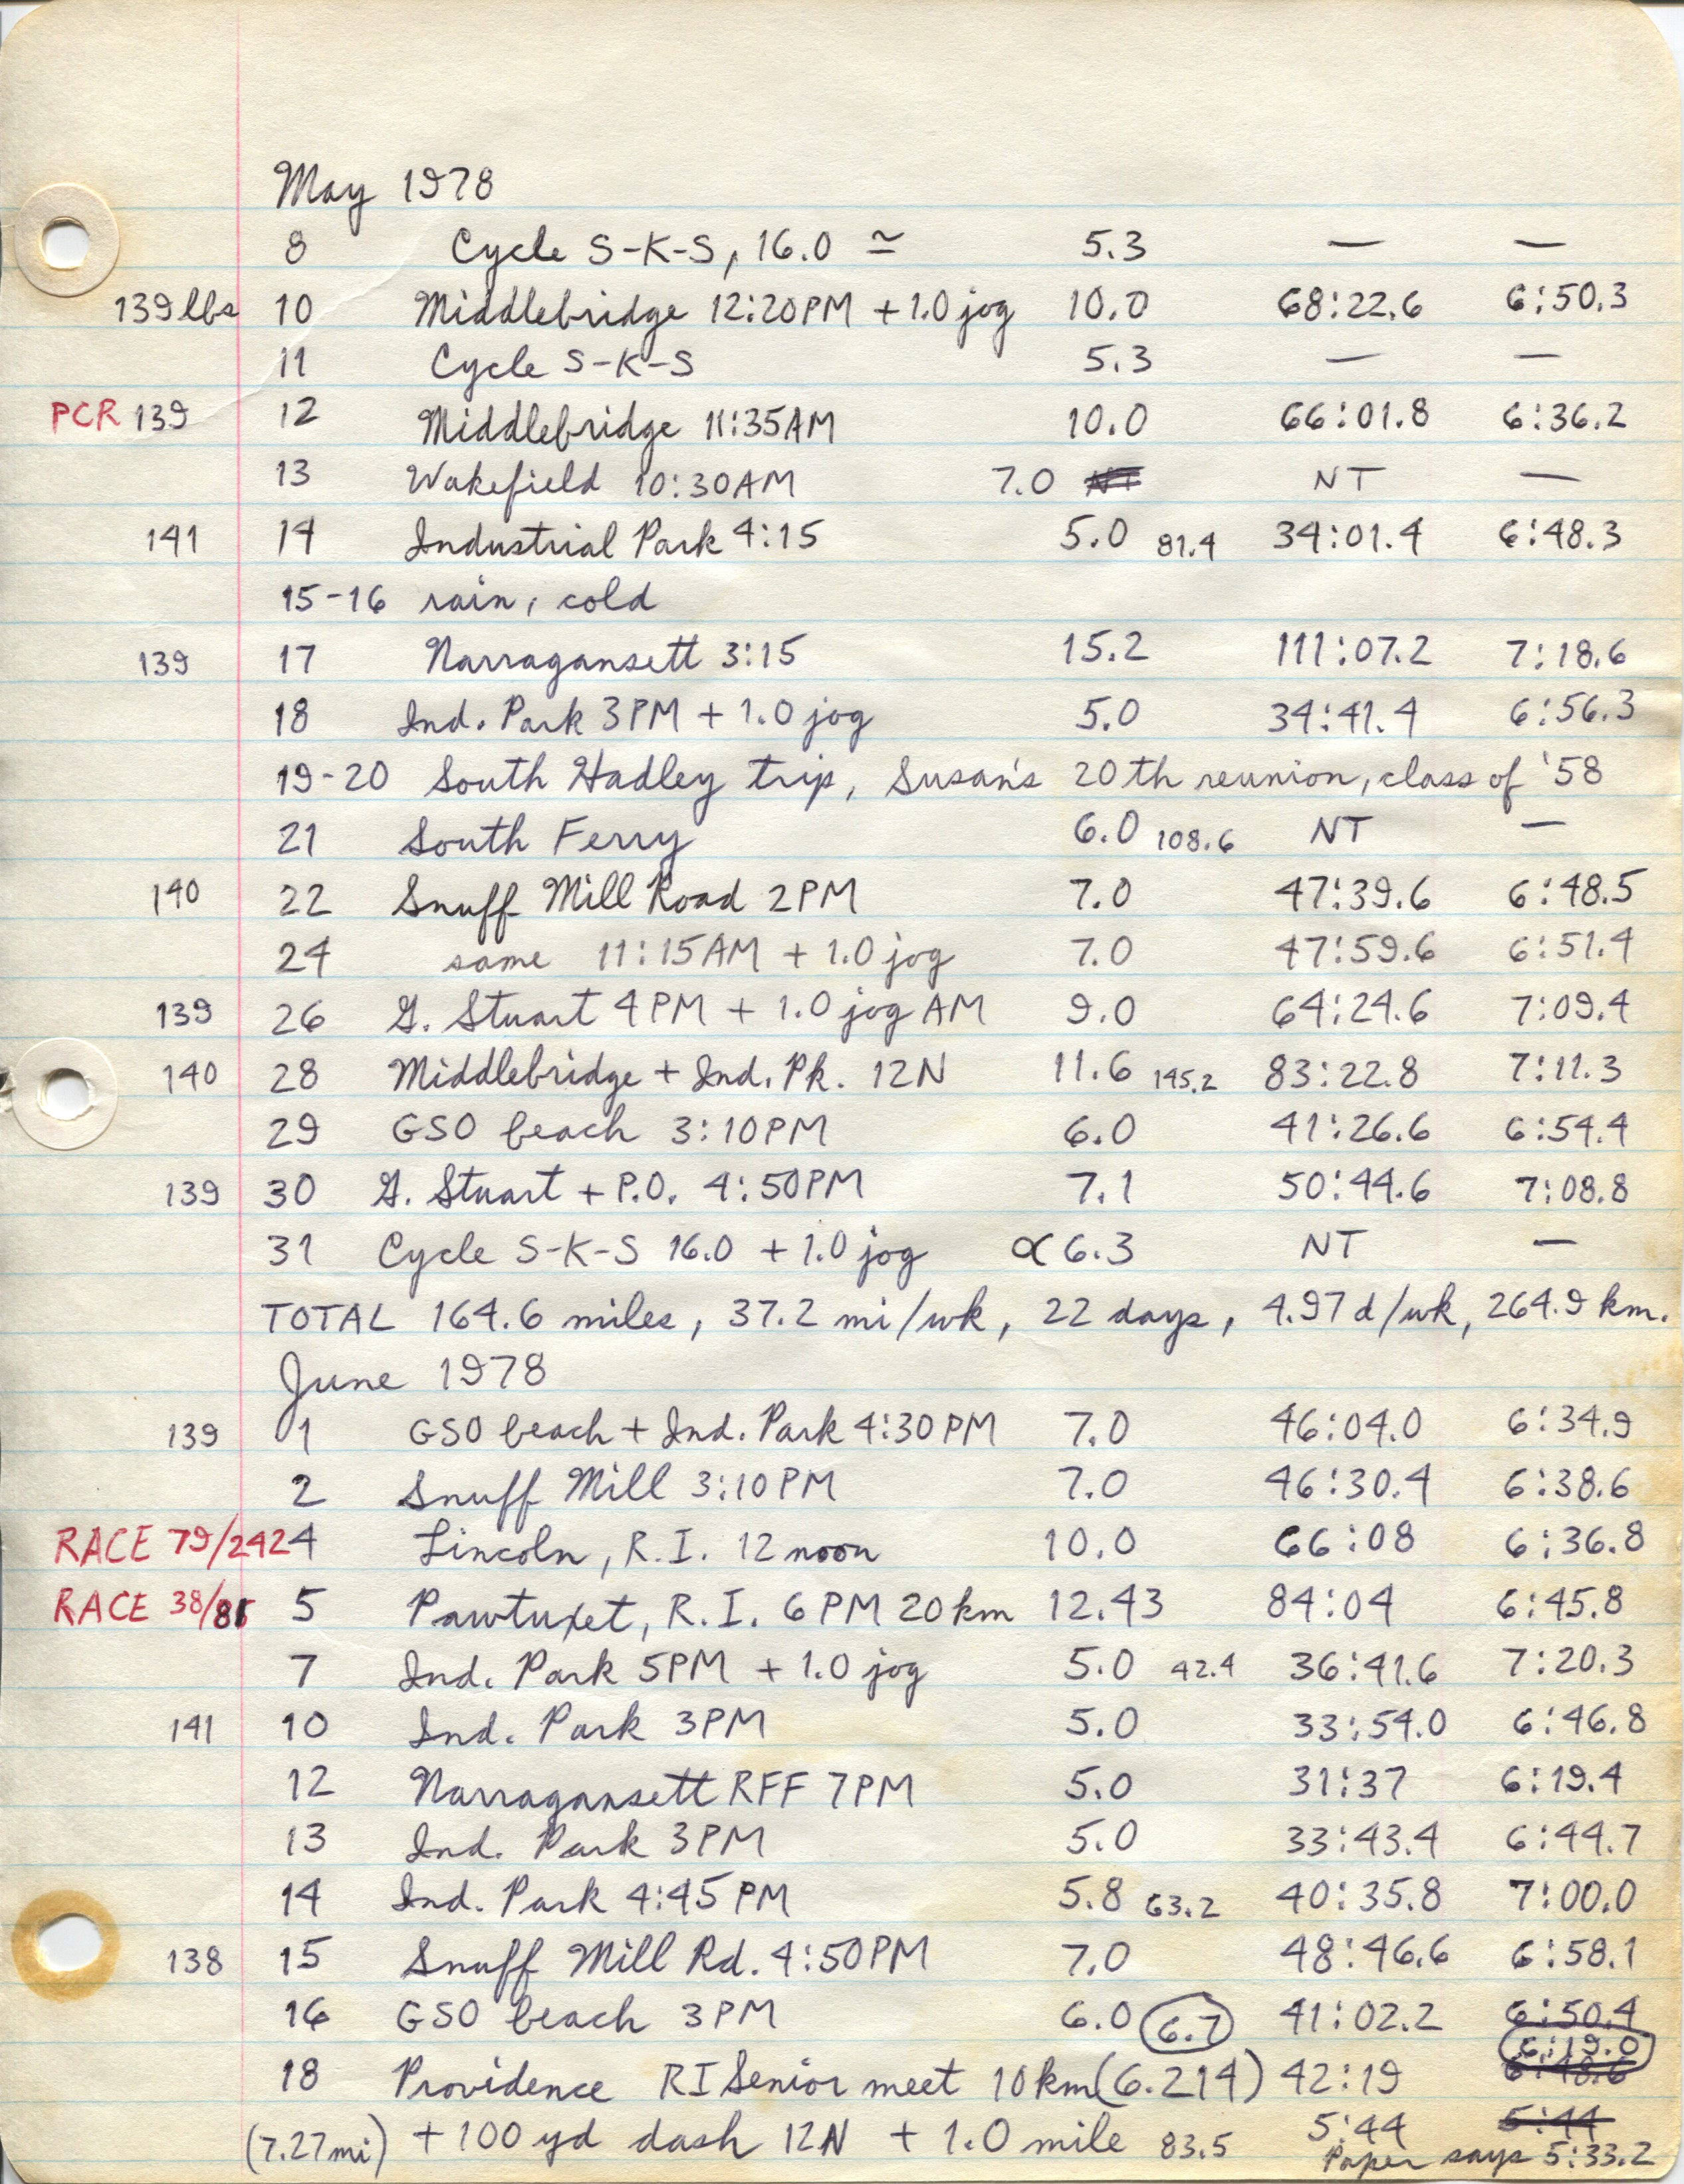 May 1978
8 Cycle S-K-S, 16.0 ≃ 5.3 — —
139 lbs 10 Middlebridge 12:20PM + 1.0 jog 10.0 68:22.6 6:50.3
11 Cycle S-K-S 5.3 — —
PCR 139 12 Middlebridge 11:35AM 10.0 66:01.8 6:36.2
13 Wakefield 10:30AM 7.0 NT NT —
141 14 Industrial Park 4:15 5.0 81.4 34:01.4 6:48.3
15-16 rain, cold
139 17 Narragansett 3:15 15.2 111:07.2 7:18.6
18 Ind. Park 3PM + 1.0 jog 5.0 34:41.4 6:56.3
19-20 South Hadley trip, Susan's 20th reunion, class of '58
21 South Ferry 6.0 108.6 NT —
140 22 Snuff Mill Road 2PM 7.0 47:39.6 6:48.5
24 same 11:15AM + 1.0 jog 7.0 47:59.6 6:51.4
139 26 G. Stuart 4PM + 1.0 jog AM 9.0 64:24.6 7:09.4
140 28 Middlebridge + Ind. Pk. 12N 11.6 145.2 83:22.8 7:11.3
29 GSO beach 3:10PM 6.0 41:26.6 6:54.4
139 30 G. Stuart + P.O. 4:50PM 7.1 50:44.6 7:08.8
31 Cycle S-K-S 16.0 + 1.0 jog ∝ 6.3 NT —
TOTAL 164.6 miles, 37.2 mi/wk, 22 days, 4.97 d/wk, 264.9 km.
June 1978
139 1 GSO beach + Ind. Park 4:30PM 7.0 46:04.0 6:34.9
2 Snuff Mill 3:10PM 7.0 46:30.4 6:38.6
RACE 79/242 4 Lincoln, R.I. 12 noon 10.0 66:08 6:36.8
RACE 38/81 5 Pawtuxet, R.I. 6PM 20km 12.43 84:04 6:45.8
7 Ind. Park 5PM + 1.0 jog 5.0 42.4 36:41.6 7:20.3
141 10 Ind. Park 3PM 5.0 33:54.0 6:46.8
12 Narragansett RFF 7PM 5.0 31:37 6:19.4
13 Ind. Park 3PM 5.0 33:43.4 6:44.7
14 Ind. Park 4:45PM 5.8 63.2 40:35.8 7:00.0
138 15 Snuff Mill Rd. 4:50PM 7.0 48:46.6 6:58.1
16 GSO beach 3PM 6.0 6.7 41:02.2 6:50.4
6:19.0
18 Providence RI Senior meet 10km (6.214) 42:19 6:48.6
(7.27mi) + 100 yd dash 12N + 1.0 mile 83.5 5:44 5:44
Paper says 5:33.2